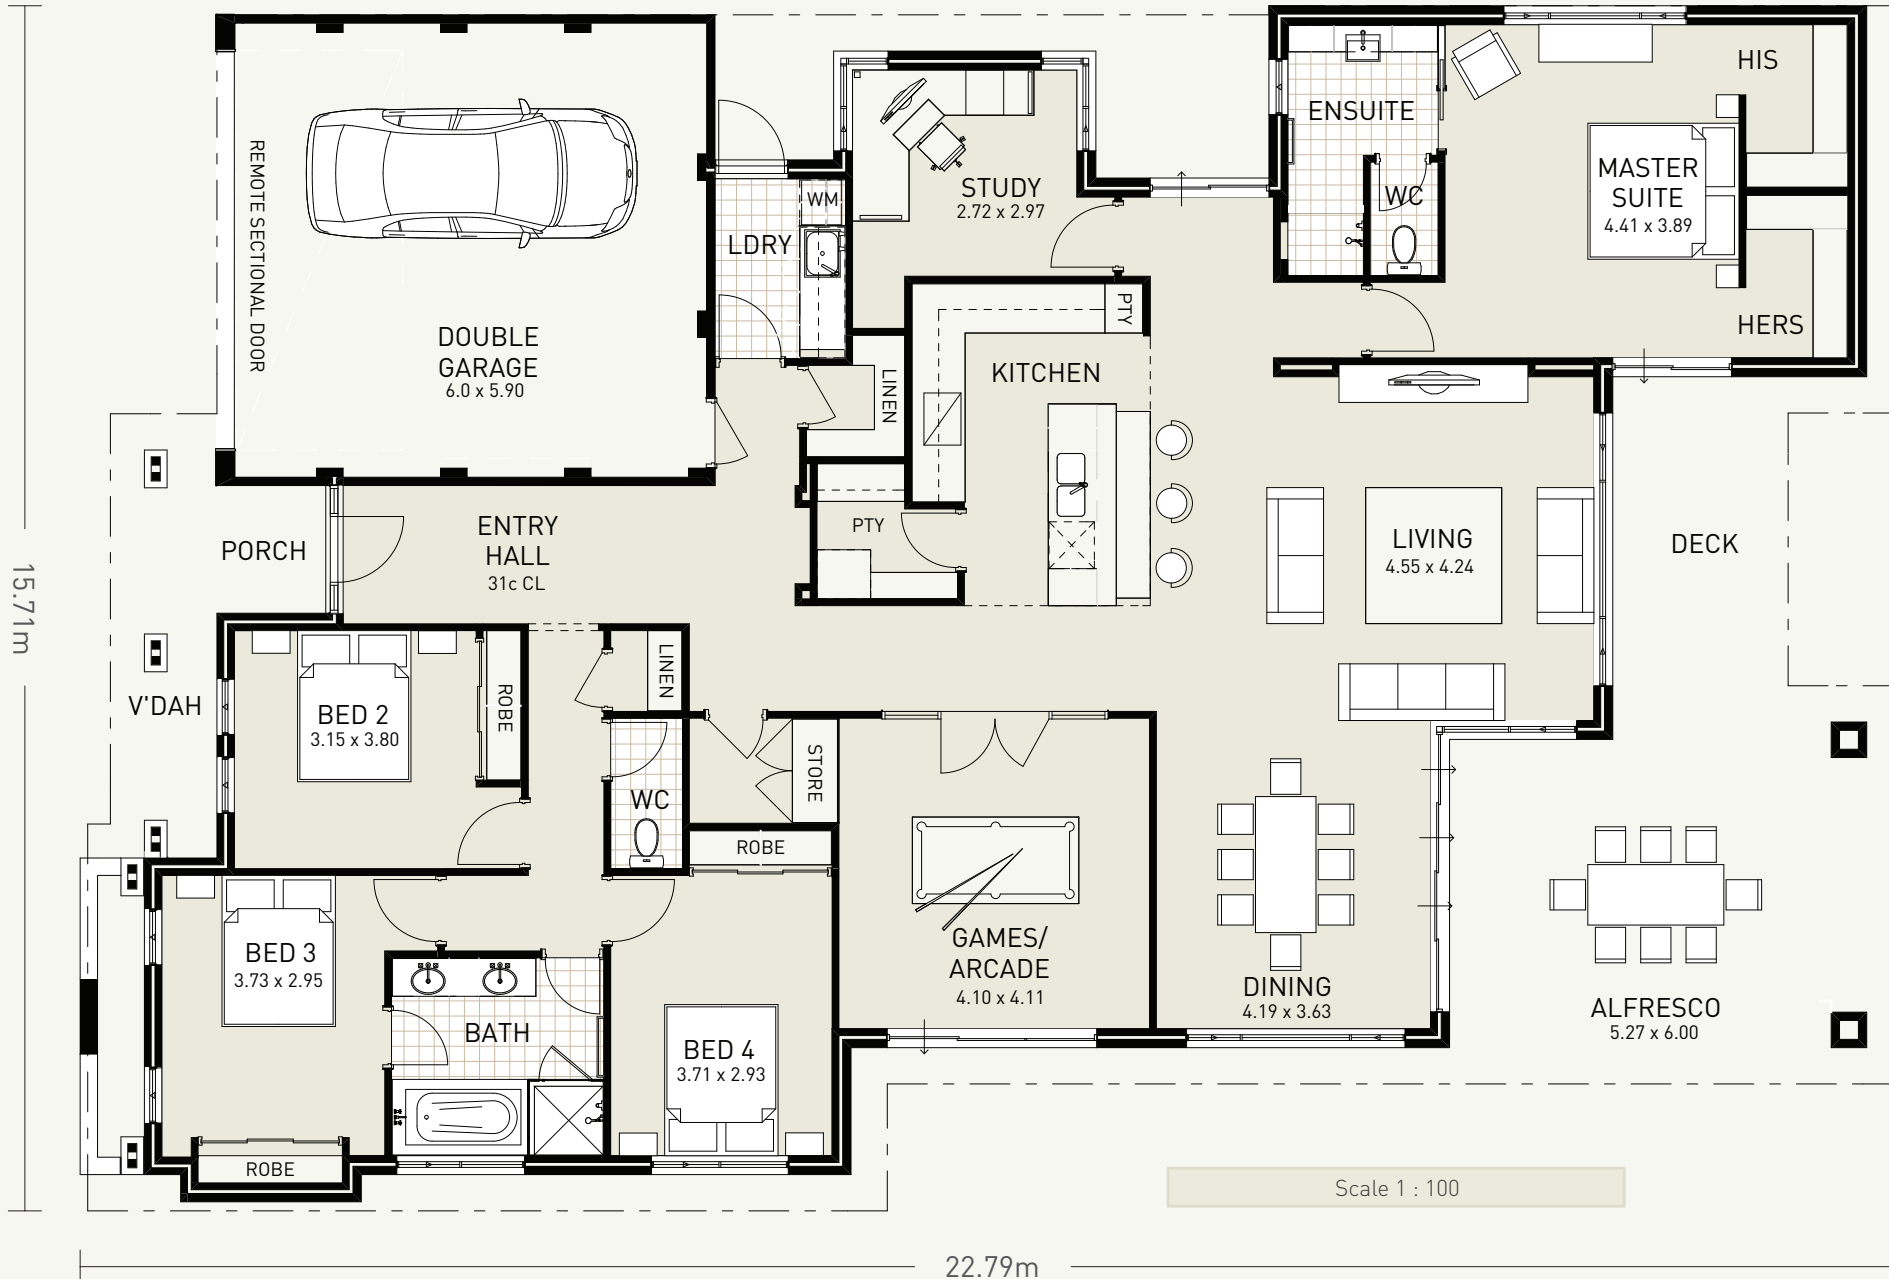 HIS
ENSUITE
WC
MASTER
SUITE
4.41 x 3.89
HERS
REMOTE SECTIONAL DOOR
DOUBLE
GARAGE
6.0 x 5.90
WM
LDRY
STUDY
2.72 x 2.97
PTY
KITCHEN
LINEN
PTY
ENTRY
HALL
31c CL
PORCH
LIVING
4.55 x 4.24
DECK
15.71m
V'DAH
BED 2
3.15 x 3.80
ROBE
LINEN
WC
STORE
ROBE
BED 3
3.73 x 2.95
BATH
BED 4
3.71 x 2.93
GAMES/
ARCADE
4.10 x 4.11
DINING
4.19 x 3.63
ALFRESCO
5.27 x 6.00
ROBE
Scale 1 : 100
22.79m